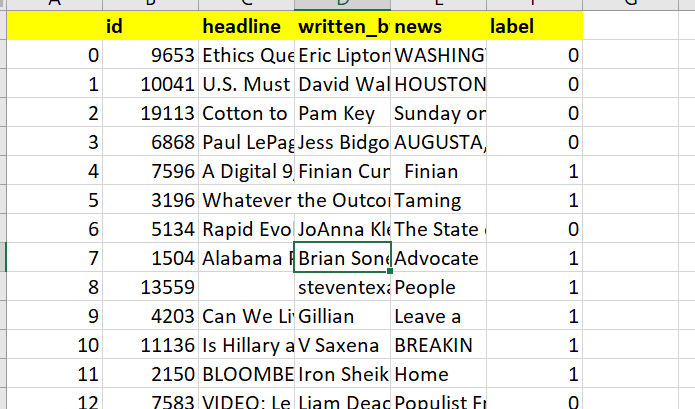 A B C D E F G
id headline written_b news label
0 9653 Ethics Que Eric Lipton WASHING 0
1 10041 U.S. Must David Wal HOUSTON 0
2 19113 Cotton to Pam Key Sunday on 0
3 6868 Paul LePag Jess Bidgo AUGUSTA, 0
4 7596 A Digital 9 Finian Cun Finian 1
5 3196 Whatever the Outcor Taming 1
6 5134 Rapid Evo JoAnna Kle The State 0
7 1504 Alabama Brian Sone Advocate 1
8 13559 steventexa People 1
9 4203 Can We Li Gillian Leave a 1
10 11136 Is Hillary a V Saxena BREAKIN 1
11 2150 BLOOMBE Iron Sheik Home 1
12 7583 VIDEO: Le Liam Deac Populist Fr 0